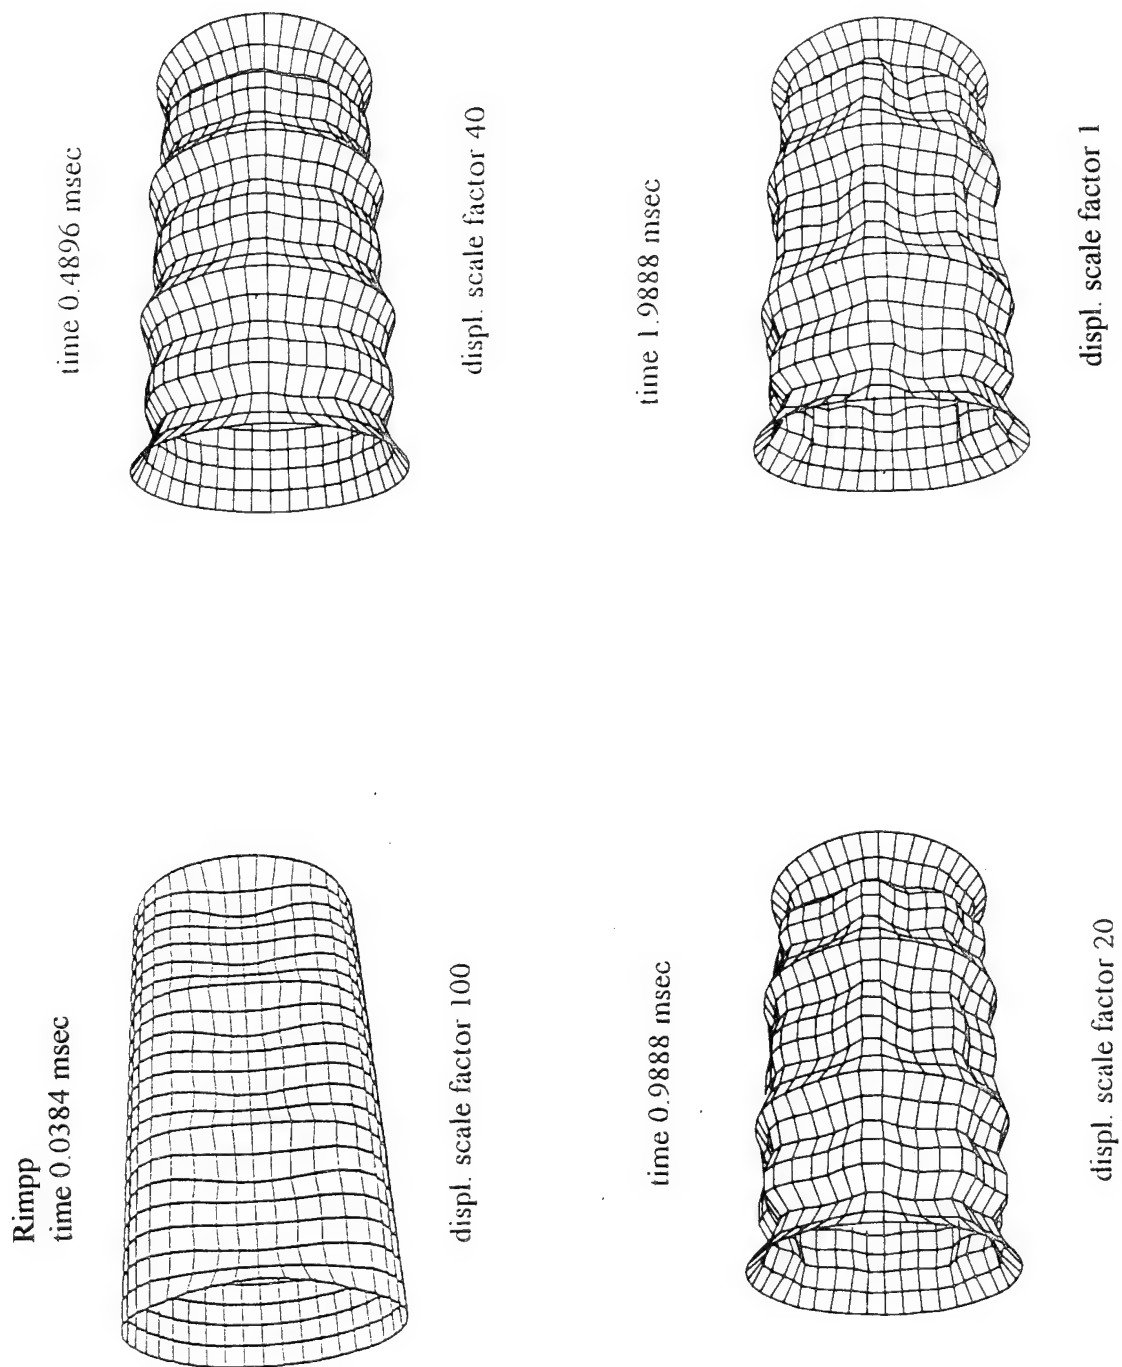 Rimpp
time 0.0384 msec
time 0.4896 msec
displ. scale factor 100
displ. scale factor 40
time 0.9888 msec
time 1.9888 msec
displ. scale factor 20
displ. scale factor 1